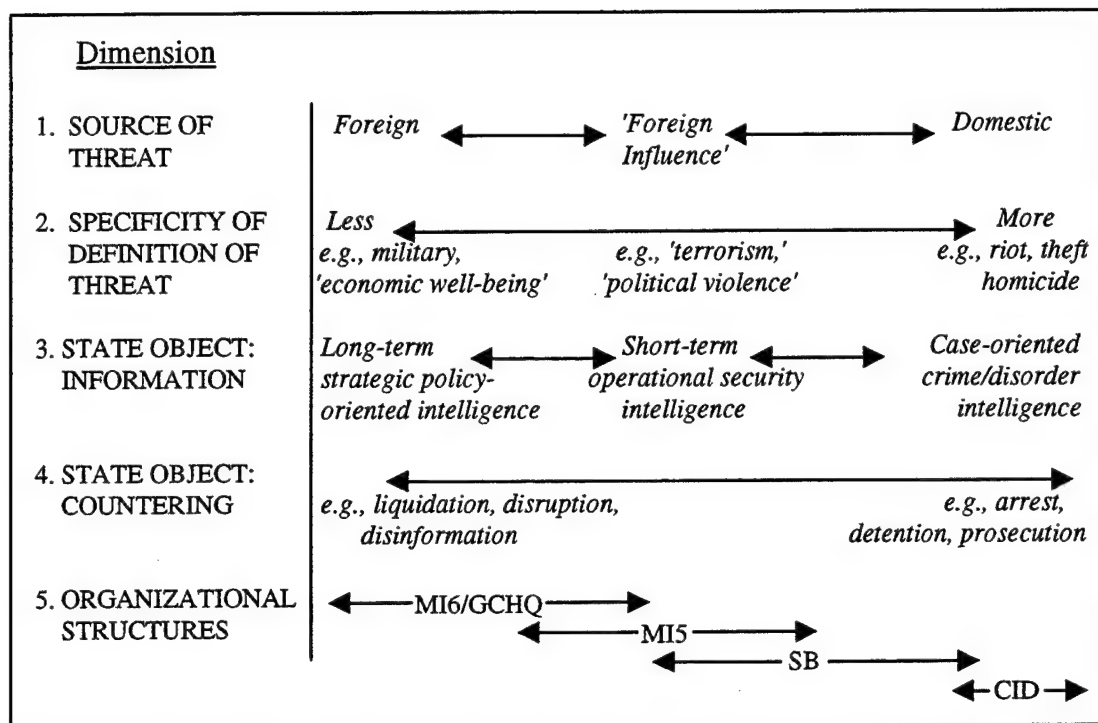 Dimension
1. SOURCE OF THREAT
Foreign
'Foreign Influence'
Domestic
2. SPECIFICITY OF DEFINITION OF THREAT
Less
e.g., military, 'economic well-being'
e.g., 'terrorism,' 'political violence'
More
e.g., riot, theft homicide
3. STATE OBJECT: INFORMATION
Long-term strategic policy-oriented intelligence
Short-term operational security intelligence
Case-oriented crime/disorder intelligence
4. STATE OBJECT: COUNTERING
e.g., liquidation, disruption, disinformation
e.g., arrest, detention, prosecution
5. ORGANIZATIONAL STRUCTURES
MI6/GCHQ
MI5
SB
CID